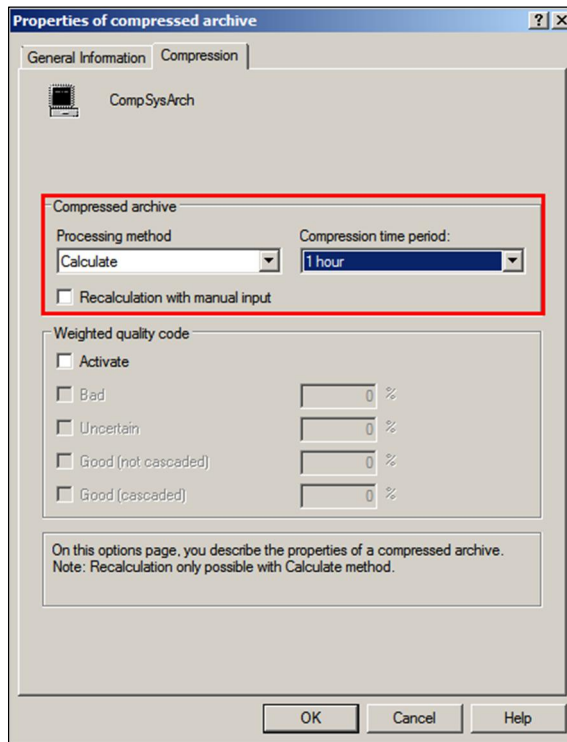 Properties of compressed archive
General Information
Compression
CompSysArch
Compressed archive
Processing method
Compression time period:
Calculate
1 hour
Recalculation with manual input
Weighted quality code
Activate
Bad
0 %
Uncertain
0 %
Good (not cascaded)
0 %
Good (cascaded)
0 %
On this options page, you describe the properties of a compressed archive.
Note: Recalculation only possible with Calculate method.
OK
Cancel
Help